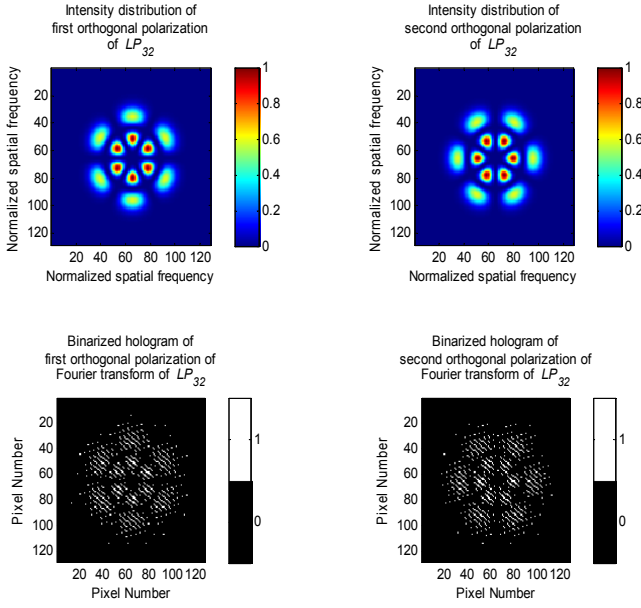 Intensity distribution of
first orthogonal polarization
of LP32
Normalized spatial frequency
20
40
60
80
100
120
20 40 60 80 100 120
Normalized spatial frequency
1
0.8
0.6
0.4
0.2
0
Intensity distribution of
second orthogonal polarization
of LP32
Normalized spatial frequency
20
40
60
80
100
120
20 40 60 80 100 120
Normalized spatial frequency
1
0.8
0.6
0.4
0.2
0
Binarized hologram of
first orthogonal polarization of
Fourier transform of LP32
Pixel Number
20
40
60
80
100
120
20 40 60 80 100 120
Pixel Number
1
0
Binarized hologram of
second orthogonal polarization of
Fourier transform of LP32
Pixel Number
20
40
60
80
100
120
20 40 60 80 100 120
Pixel Number
1
0